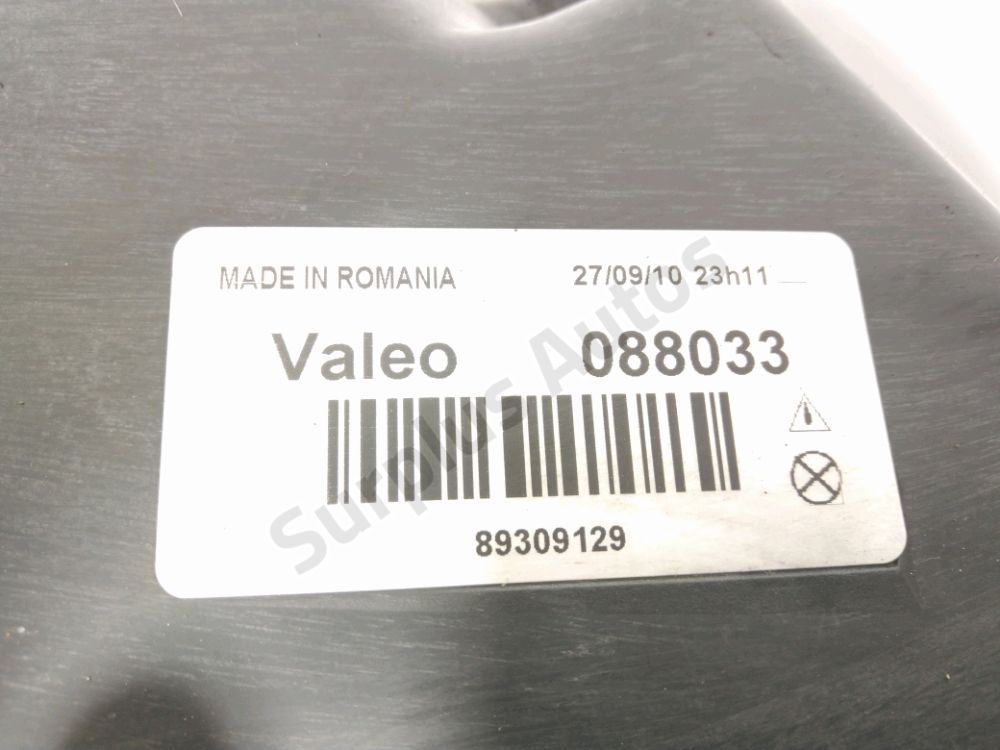 MADE IN ROMANIA 27/09/10 23h11
Valeo 088033
89309129
Surplus Autos